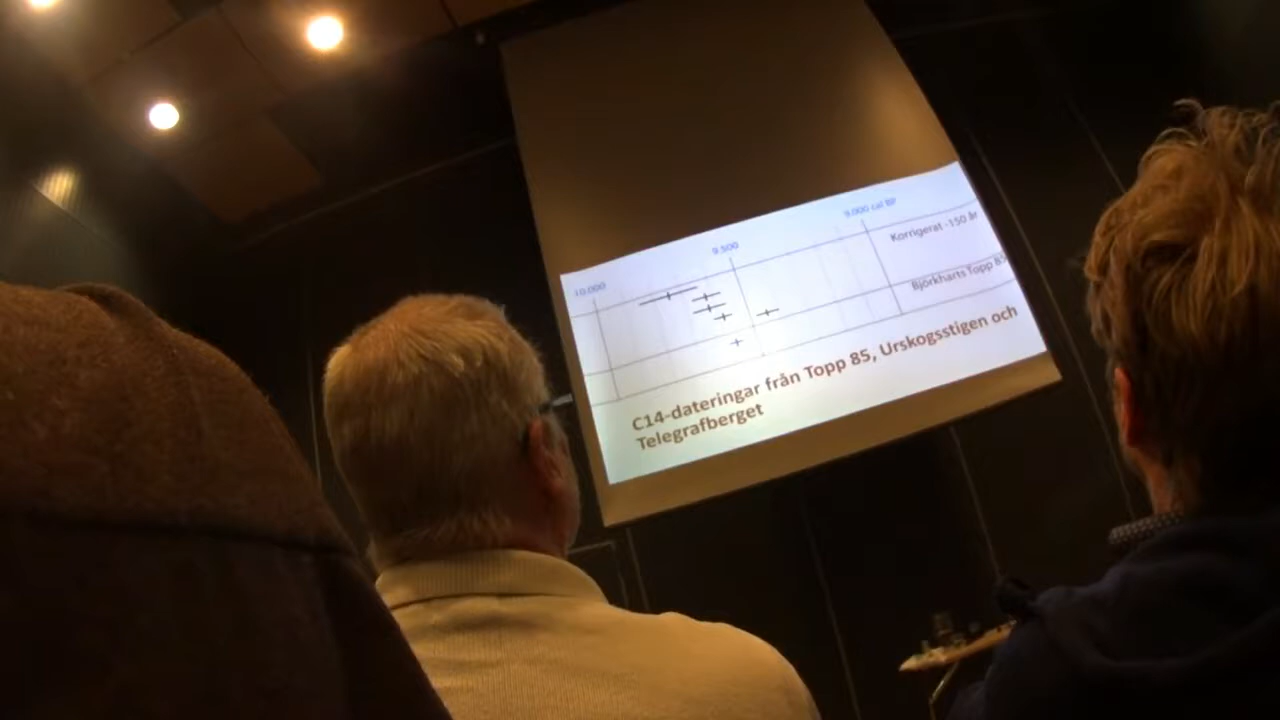 10.000 9.500 9.000 cal BP
Korrigerat -150 år
Björkharts Topp 85
C14-dateringar från Topp 85, Urskogsstigen och
Telegrafberget